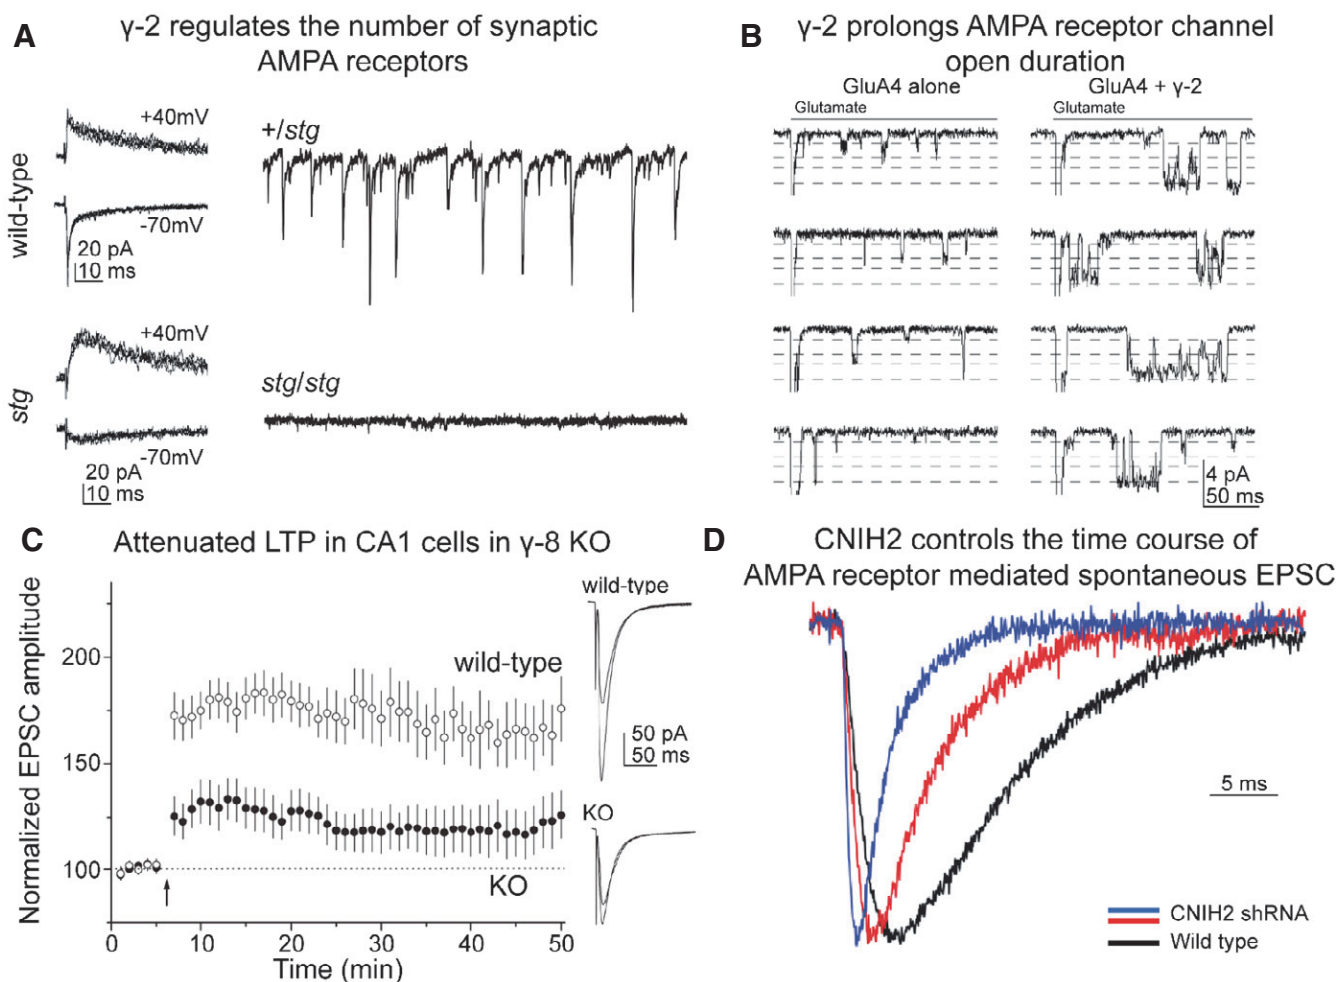 A
γ-2 regulates the number of synaptic
AMPA receptors
wild-type
+40mV
-70mV
20 pA
10 ms
+/stg
stg
+40mV
-70mV
20 pA
10 ms
stg/stg
B
γ-2 prolongs AMPA receptor channel
open duration
GluA4 alone
GluA4 + γ-2
Glutamate
Glutamate
4 pA
50 ms
C
Attenuated LTP in CA1 cells in γ-8 KO
Normalized EPSC amplitude
200
150
100
0
10
20
30
40
50
Time (min)
wild-type
KO
wild-type
50 pA
50 ms
KO
D
CNIH2 controls the time course of
AMPA receptor mediated spontaneous EPSC
5 ms
CNIH2 shRNA
Wild type